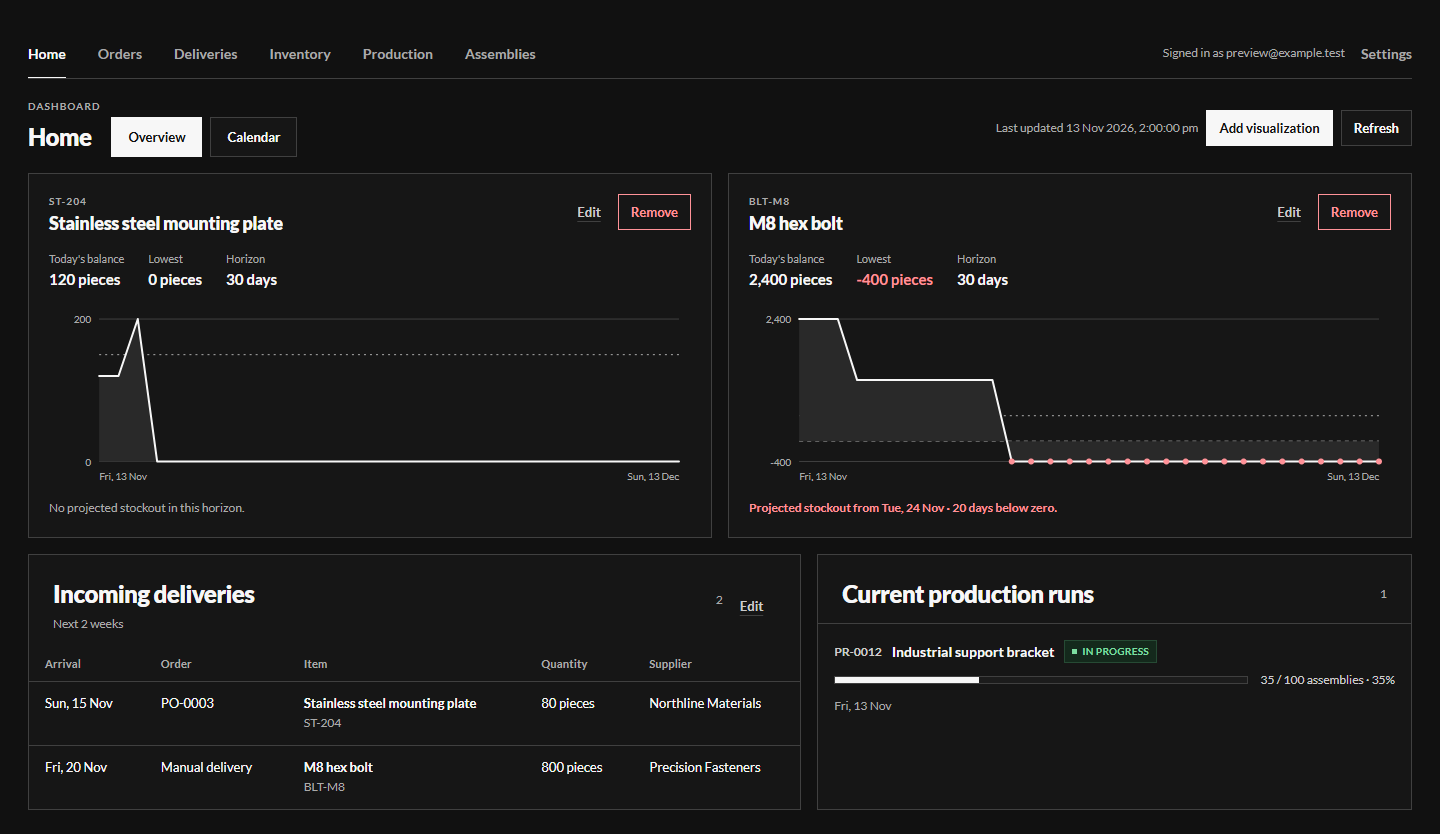 Home Orders Deliveries Inventory Production Assemblies Signed in as preview@example.test Settings
DASHBOARD
Home Overview Calendar Last updated 13 Nov 2026, 2:00:00 pm Add visualization Refresh
ST-204
Stainless steel mounting plate
Edit Remove
Today's balance Lowest Horizon
120 pieces 0 pieces 30 days
200
0
Fri, 13 Nov Sun, 13 Dec
No projected stockout in this horizon.
BLT-M8
M8 hex bolt
Edit Remove
Today's balance Lowest Horizon
2,400 pieces -400 pieces 30 days
2,400
-400
Fri, 13 Nov Sun, 13 Dec
Projected stockout from Tue, 24 Nov · 20 days below zero.
Incoming deliveries
2 Edit
Next 2 weeks
Arrival Order Item Quantity Supplier
Sun, 15 Nov PO-0003 Stainless steel mounting plate 80 pieces Northline Materials
ST-204
Fri, 20 Nov Manual delivery M8 hex bolt 800 pieces Precision Fasteners
BLT-M8
Current production runs 1
PR-0012 Industrial support bracket IN PROGRESS
35 / 100 assemblies · 35%
Fri, 13 Nov